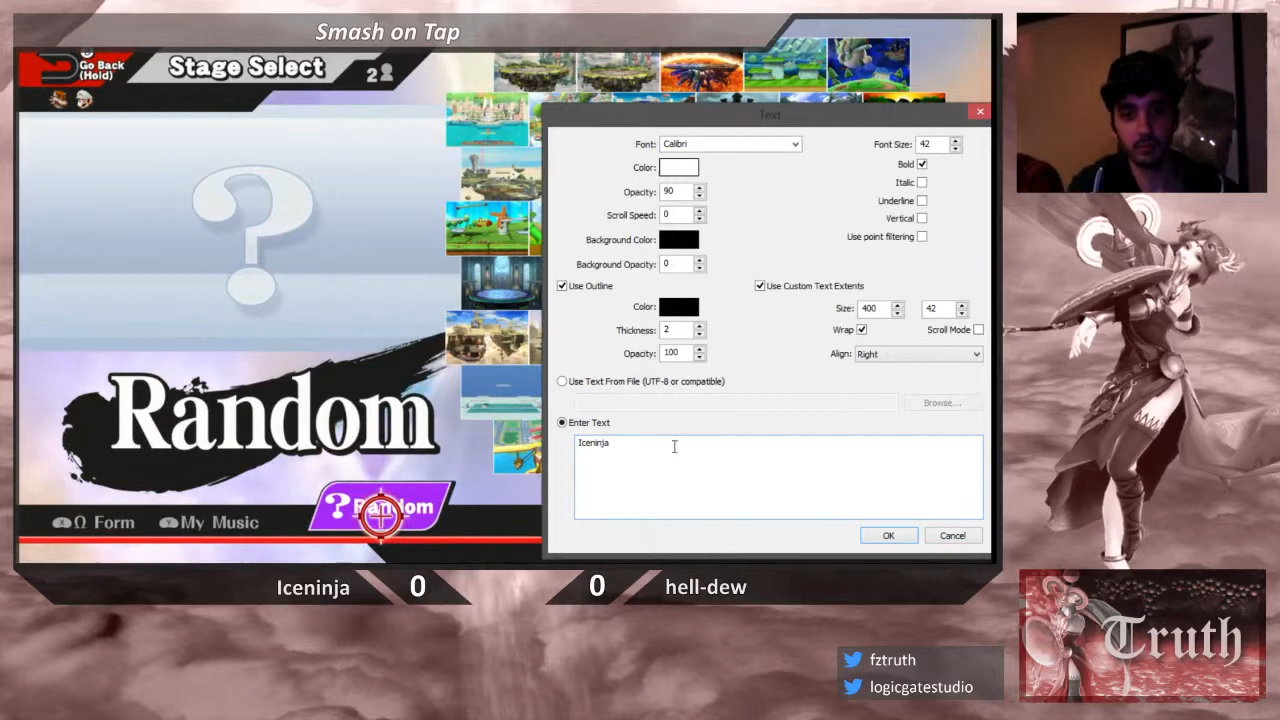 Smash on Tap
Go Back
(Hold)
Stage Select
2
?
Random
? Random
Ω Form
My Music
Text
Font: Calibri
Font Size: 42
Color:
Bold
Opacity: 90
Italic
Scroll Speed: 0
Underline
Vertical
Background Color:
Use point filtering
Background Opacity: 0
Use Outline
Use Custom Text Extents
Color:
Size: 400 42
Thickness: 2
Wrap
Scroll Mode
Opacity: 100
Align: Right
Use Text From File (UTF-8 or compatible)
Browse...
Enter Text
Iceninja
OK
Cancel
Iceninja 0
0 hell-dew
fztruth
logicgatestudio
Truth